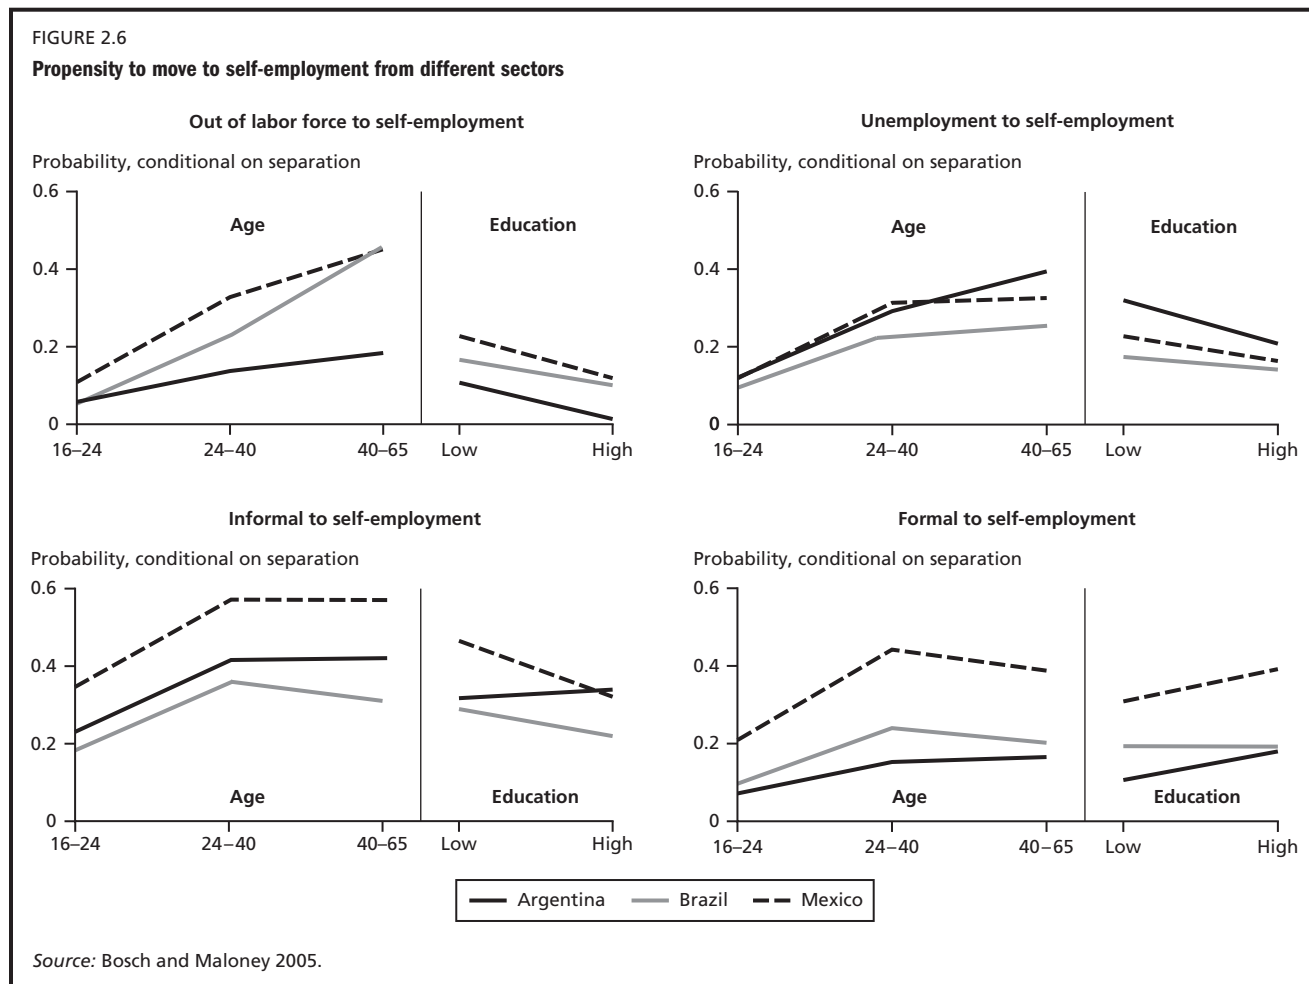 FIGURE 2.6
Propensity to move to self-employment from different sectors
Out of labor force to self-employment
Probability, conditional on separation
0.6
0.4
0.2
0
Age
Education
16–24
24–40
40–65
Low
High
Unemployment to self-employment
Probability, conditional on separation
0.6
0.4
0.2
0
Age
Education
16–24
24–40
40–65
Low
High
Informal to self-employment
Probability, conditional on separation
0.6
0.4
0.2
0
Age
Education
16–24
24–40
40–65
Low
High
Formal to self-employment
Probability, conditional on separation
0.6
0.4
0.2
0
Age
Education
16–24
24–40
40–65
Low
High
Argentina
Brazil
Mexico
Source: Bosch and Maloney 2005.